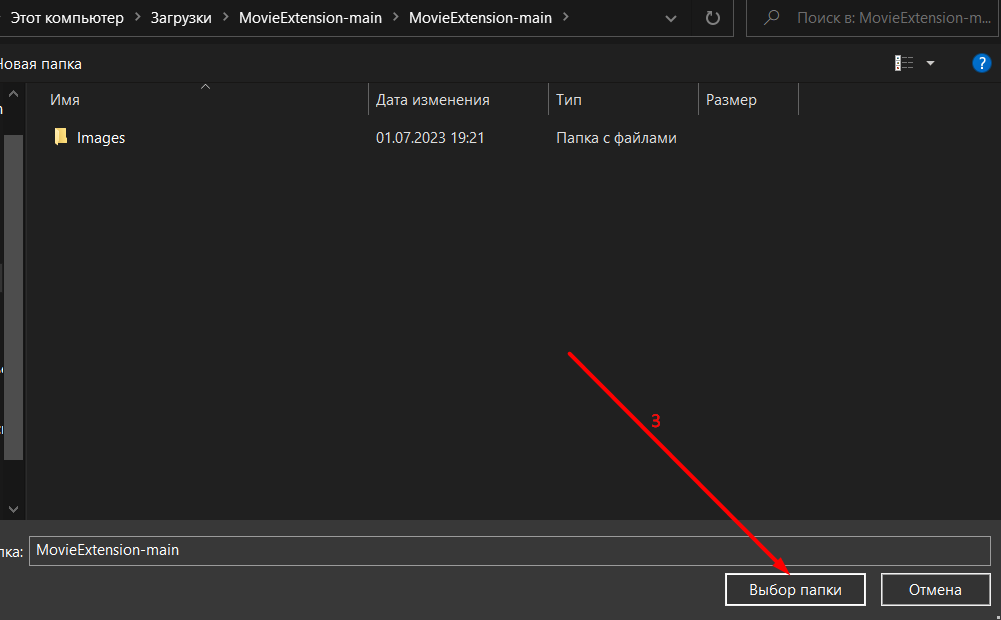 Этот компьютер > Загрузки > MovieExtension-main > MovieExtension-main >
Поиск в: MovieExtension-m...
Новая папка
?
Имя
Дата изменения
Тип
Размер
Images
01.07.2023 19:21
Папка с файлами
3
пка:
MovieExtension-main
Выбор папки
Отмена